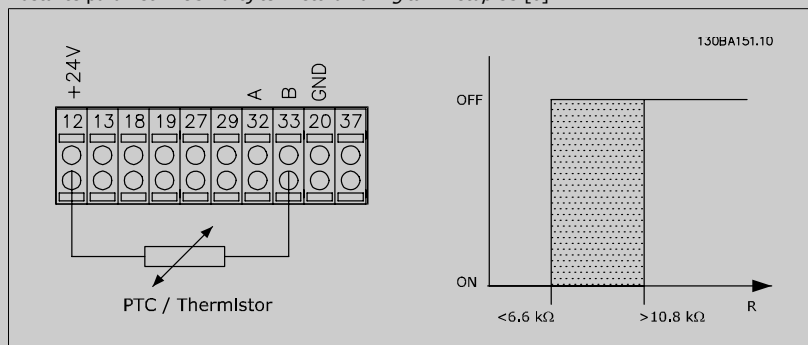 130BA151.10
+24V
A
B
GND
12 13 18 19 27 29 32 33 20 37
PTC / Thermistor
OFF
ON
<6.6 kΩ
>10.8 kΩ
R